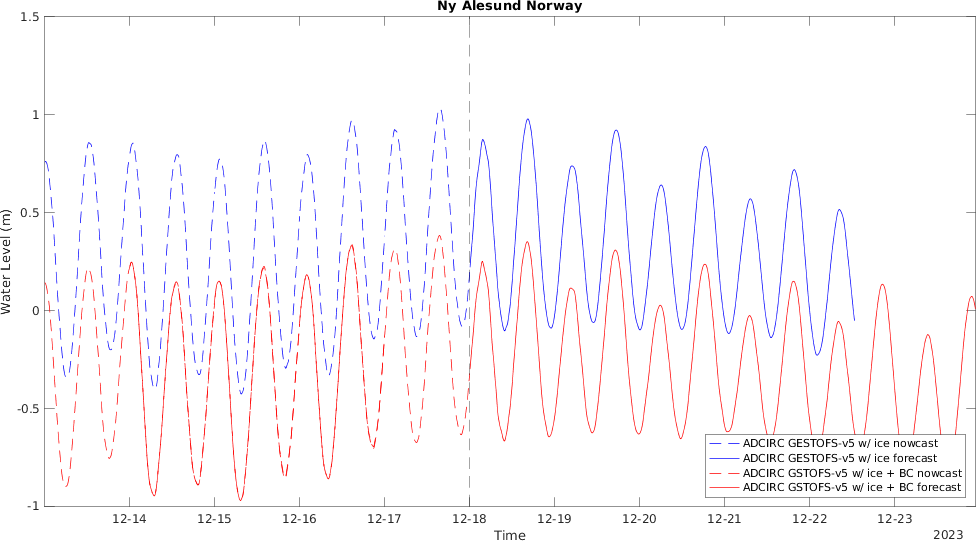 Ny Alesund Norway
1.5
1
0.5
0
-0.5
-1
Water Level (m)
ADCIRC GESTOFS-v5 w/ ice nowcast
ADCIRC GESTOFS-v5 w/ ice forecast
ADCIRC GSTOFS-v5 w/ ice + BC nowcast
ADCIRC GSTOFS-v5 w/ ice + BC forecast
12-14 12-15 12-16 12-17 12-18 12-19 12-20 12-21 12-22 12-23
Time
2023